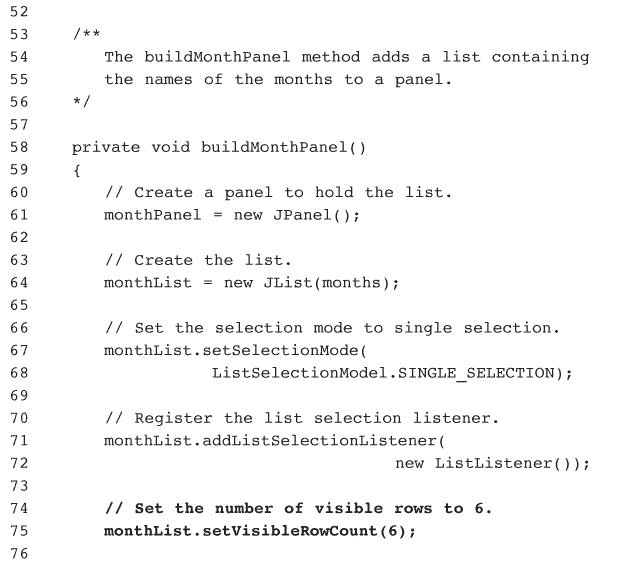 52
53 /**
54 The buildMonthPanel method adds a list containing
55 the names of the months to a panel.
56 */
57
58 private void buildMonthPanel()
59 {
60 // Create a panel to hold the list.
61 monthPanel = new JPanel();
62
63 // Create the list.
64 monthList = new JList(months);
65
66 // Set the selection mode to single selection.
67 monthList.setSelectionMode(
68 ListSelectionModel.SINGLE_SELECTION);
69
70 // Register the list selection listener.
71 monthList.addListSelectionListener(
72 new ListListener());
73
74 // Set the number of visible rows to 6.
75 monthList.setVisibleRowCount(6);
76